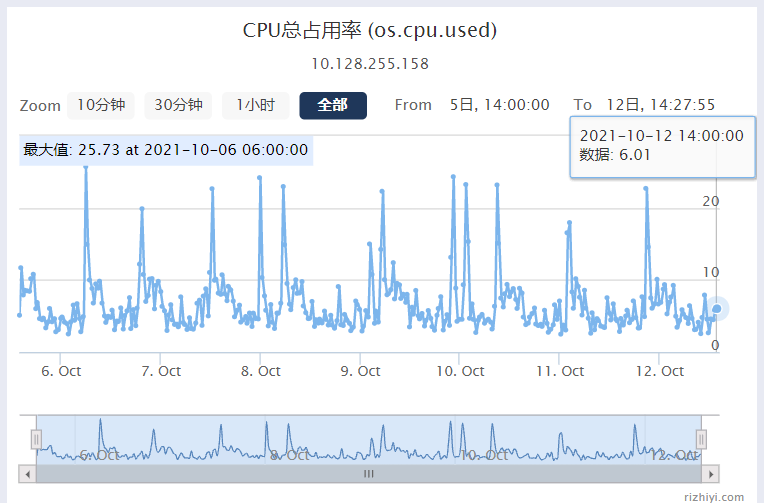 CPU总占用率 (os.cpu.used)
10.128.255.158
Zoom 10分钟 30分钟 1小时 全部 From 5日, 14:00:00 To 12日, 14:27:55
最大值: 25.73 at 2021-10-06 06:00:00
2021-10-12 14:00:00
数据: 6.01
20
10
0
6. Oct 7. Oct 8. Oct 9. Oct 10. Oct 11. Oct 12. Oct
6. Oct 8. Oct 10. Oct 12. Oct
rizhiyi.com